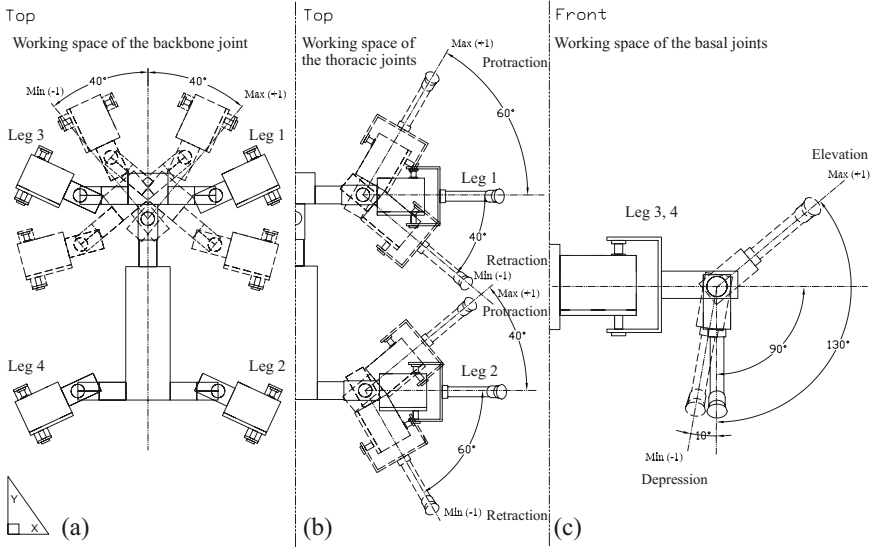 Top
Working space of the backbone joint
40°
40°
Min (-1)
Max (+1)
Leg 3
Leg 1
Leg 4
Leg 2
Y
X
(a)
Top
Working space of
the thoracic joints
Max (+1)
Protraction
60°
Leg 1
40°
Retraction
Min (-1)
Max (+1)
Protraction
40°
Leg 2
60°
Min (-1)
Retraction
(b)
Front
Working space of the basal joints
Elevation
Max (+1)
Leg 3, 4
90°
130°
10°
Min (-1)
Depression
(c)